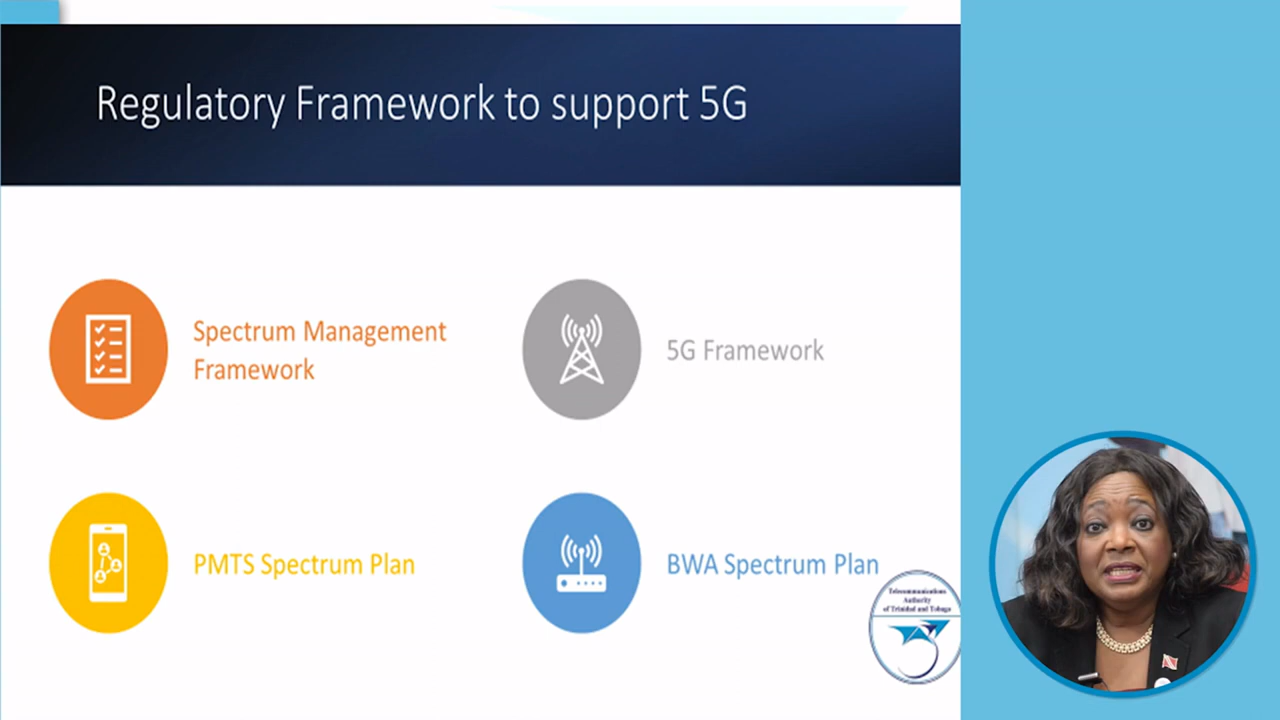 Regulatory Framework to support 5G
Spectrum Management
Framework
5G Framework
PMTS Spectrum Plan
BWA Spectrum Plan
Telecommunications
Authority
of Trinidad and Tobago